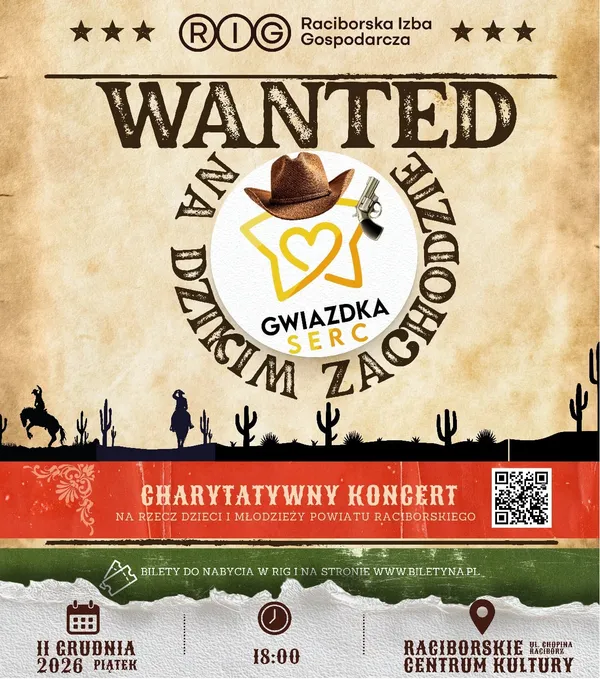 RIG Raciborska Izba
Gospodarcza
WANTED
NA DZIKIM ZACHODZIE
GWIAZDKA
SERC
CHARYTATYWNY KONCERT
NA RZECZ DZIECI I MŁODZIEŻY POWIATU RACIBORSKIEGO
BILETY DO NABYCIA W RIG I NA STRONIE WWW.BILETYNA.PL
11 GRUDNIA
2026 PIĄTEK
18:00
RACIBORSKIE UL. CHOPINA
RACIBÓRZ
CENTRUM KULTURY